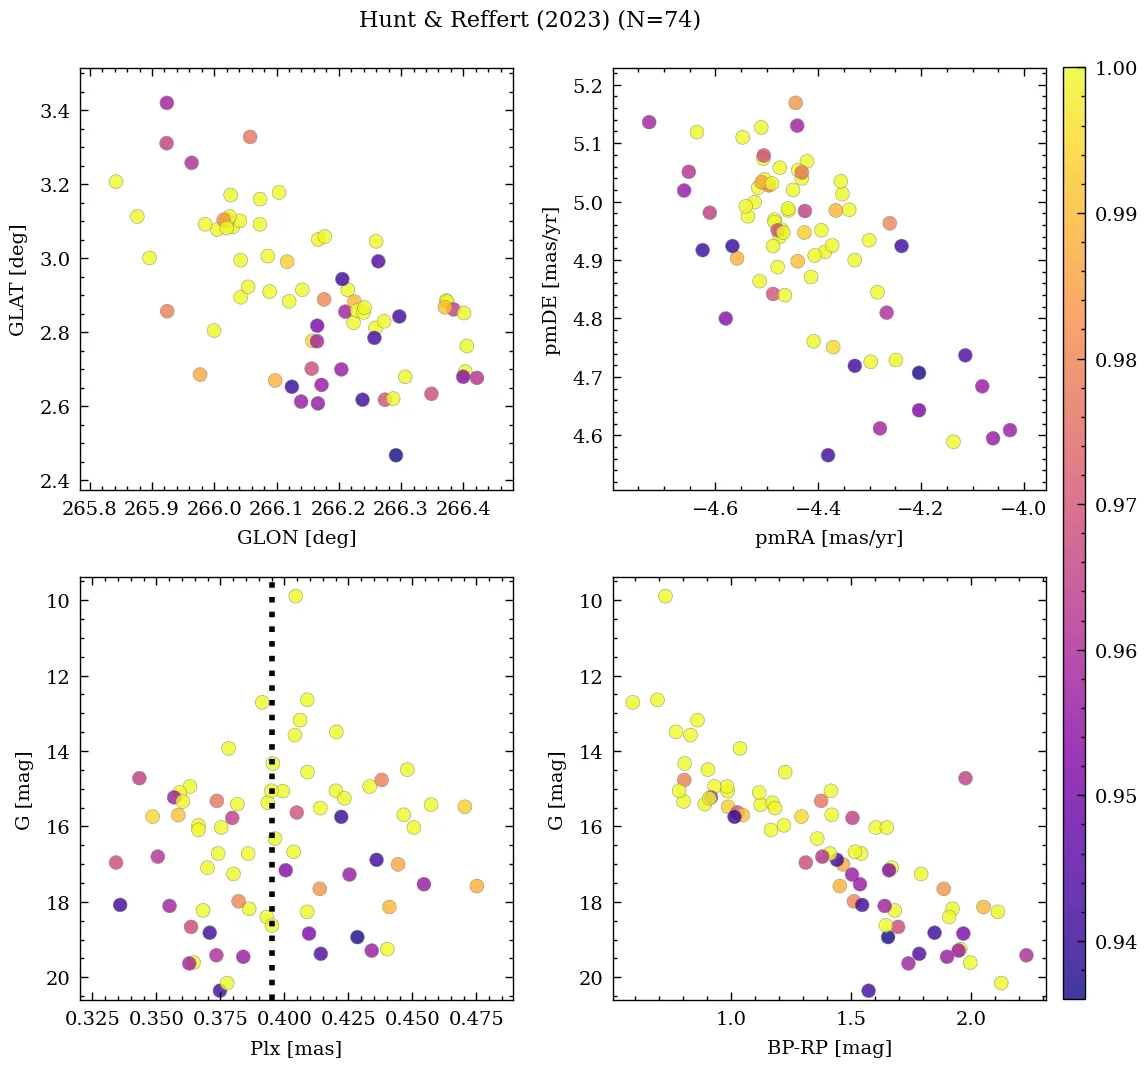 Hunt & Reffert (2023) (N=74)
3.4
3.2
3.0
2.8
2.6
2.4
GLAT [deg]
265.8 265.9 266.0 266.1 266.2 266.3 266.4
GLON [deg]
5.2
5.1
5.0
4.9
4.8
4.7
4.6
pmDE [mas/yr]
−4.6 −4.4 −4.2 −4.0
pmRA [mas/yr]
10
12
14
16
18
20
G [mag]
0.325 0.350 0.375 0.400 0.425 0.450 0.475
Plx [mas]
10
12
14
16
18
20
G [mag]
1.0 1.5 2.0
BP-RP [mag]
1.00
0.99
0.98
0.97
0.96
0.95
0.94